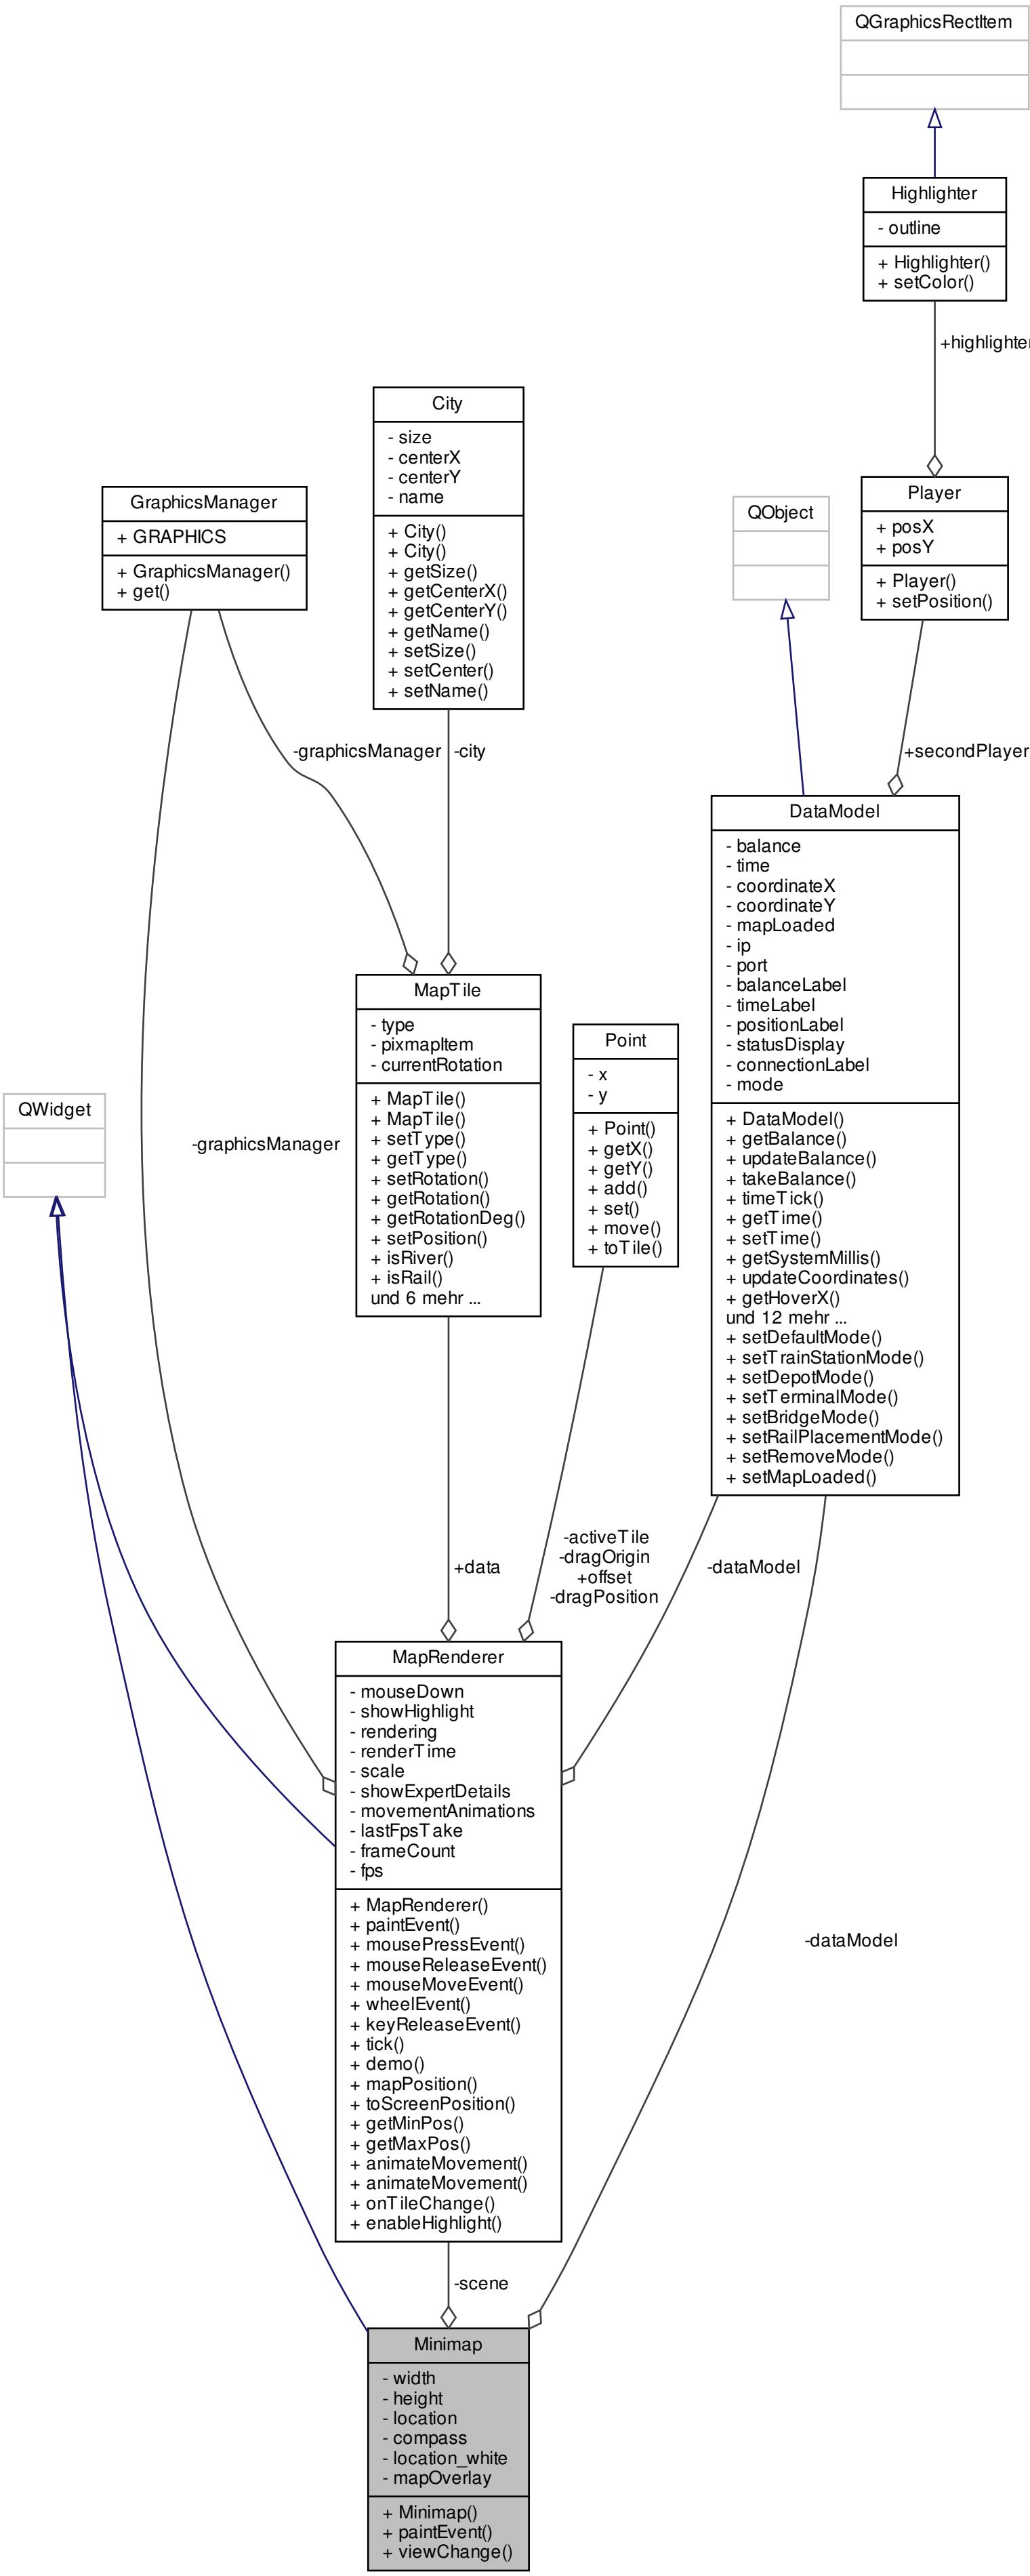 QGraphicsRectItem
Highlighter
- outline
+ Highlighter()
+ setColor()
+highlighter
City
- size
- centerX
- centerY
- name
+ City()
+ City()
+ getSize()
+ getCenterX()
+ getCenterY()
+ getName()
+ setSize()
+ setCenter()
+ setName()
GraphicsManager
+ GRAPHICS
+ GraphicsManager()
+ get()
QObject
Player
+ posX
+ posY
+ Player()
+ setPosition()
-graphicsManager
-city
+secondPlayer
DataModel
- balance
- time
- coordinateX
- coordinateY
- mapLoaded
- ip
- port
- balanceLabel
- timeLabel
- positionLabel
- statusDisplay
- connectionLabel
- mode
+ DataModel()
+ getBalance()
+ updateBalance()
+ takeBalance()
+ timeTick()
+ getTime()
+ setTime()
+ getSystemMillis()
+ updateCoordinates()
+ getHoverX()
und 12 mehr ...
+ setDefaultMode()
+ setTrainStationMode()
+ setDepotMode()
+ setTerminalMode()
+ setBridgeMode()
+ setRailPlacementMode()
+ setRemoveMode()
+ setMapLoaded()
MapTile
- type
- pixmapItem
- currentRotation
+ MapTile()
+ MapTile()
+ setType()
+ getType()
+ setRotation()
+ getRotation()
+ getRotationDeg()
+ setPosition()
+ isRiver()
+ isRail()
und 6 mehr ...
Point
- x
- y
+ Point()
+ getX()
+ getY()
+ add()
+ set()
+ move()
+ toTile()
QWidget
-graphicsManager
+data
-activeTile
-dragOrigin
+offset
-dragPosition
-dataModel
MapRenderer
- mouseDown
- showHighlight
- rendering
- renderTime
- scale
- showExpertDetails
- movementAnimations
- lastFpsTake
- frameCount
- fps
+ MapRenderer()
+ paintEvent()
+ mousePressEvent()
+ mouseReleaseEvent()
+ mouseMoveEvent()
+ wheelEvent()
+ keyReleaseEvent()
+ tick()
+ demo()
+ mapPosition()
+ toScreenPosition()
+ getMinPos()
+ getMaxPos()
+ animateMovement()
+ animateMovement()
+ onTileChange()
+ enableHighlight()
-dataModel
-scene
Minimap
- width
- height
- location
- compass
- location_white
- mapOverlay
+ Minimap()
+ paintEvent()
+ viewChange()